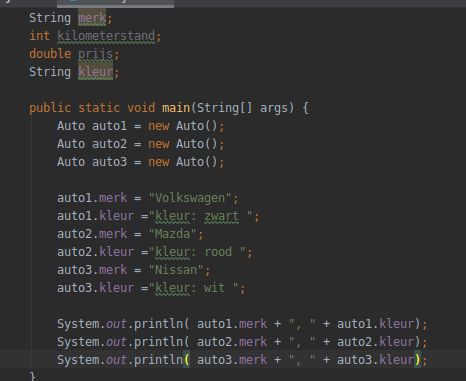 String merk;
int kilometerstand;
double prijs;
String kleur;
public static void main(String[] args) {
Auto auto1 = new Auto();
Auto auto2 = new Auto();
Auto auto3 = new Auto();
auto1.merk = "Volkswagen";
auto1.kleur ="kleur: zwart ";
auto2.merk = "Mazda";
auto2.kleur ="kleur: rood ";
auto3.merk = "Nissan";
auto3.kleur ="kleur: wit ";
System.out.println( auto1.merk + ", " + auto1.kleur);
System.out.println( auto2.merk + ", " + auto2.kleur);
System.out.println( auto3.merk + ", " + auto3.kleur);
}